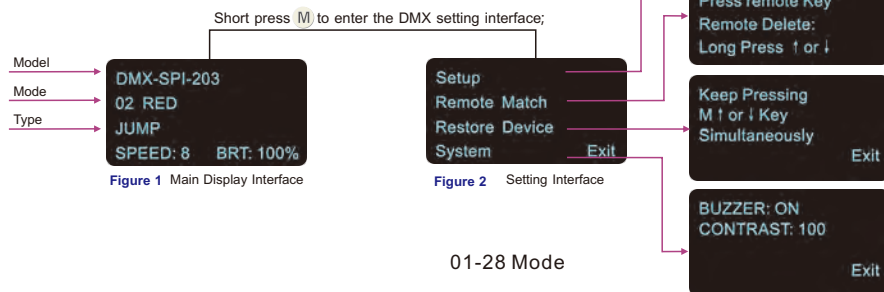 Short press M to enter the DMX setting interface;
Model
Mode
Type
DMX-SPI-203
02 RED
JUMP
SPEED: 8 BRT: 100%
Figure 1 Main Display Interface
Setup
Remote Match
Restore Device
System Exit
Figure 2 Setting Interface
Press remote Key
Remote Delete:
Long Press ↑ or ↓
Keep Pressing
M ↑ or ↓ Key
Simultaneously
Exit
BUZZER: ON
CONTRAST: 100
Exit
01-28 Mode